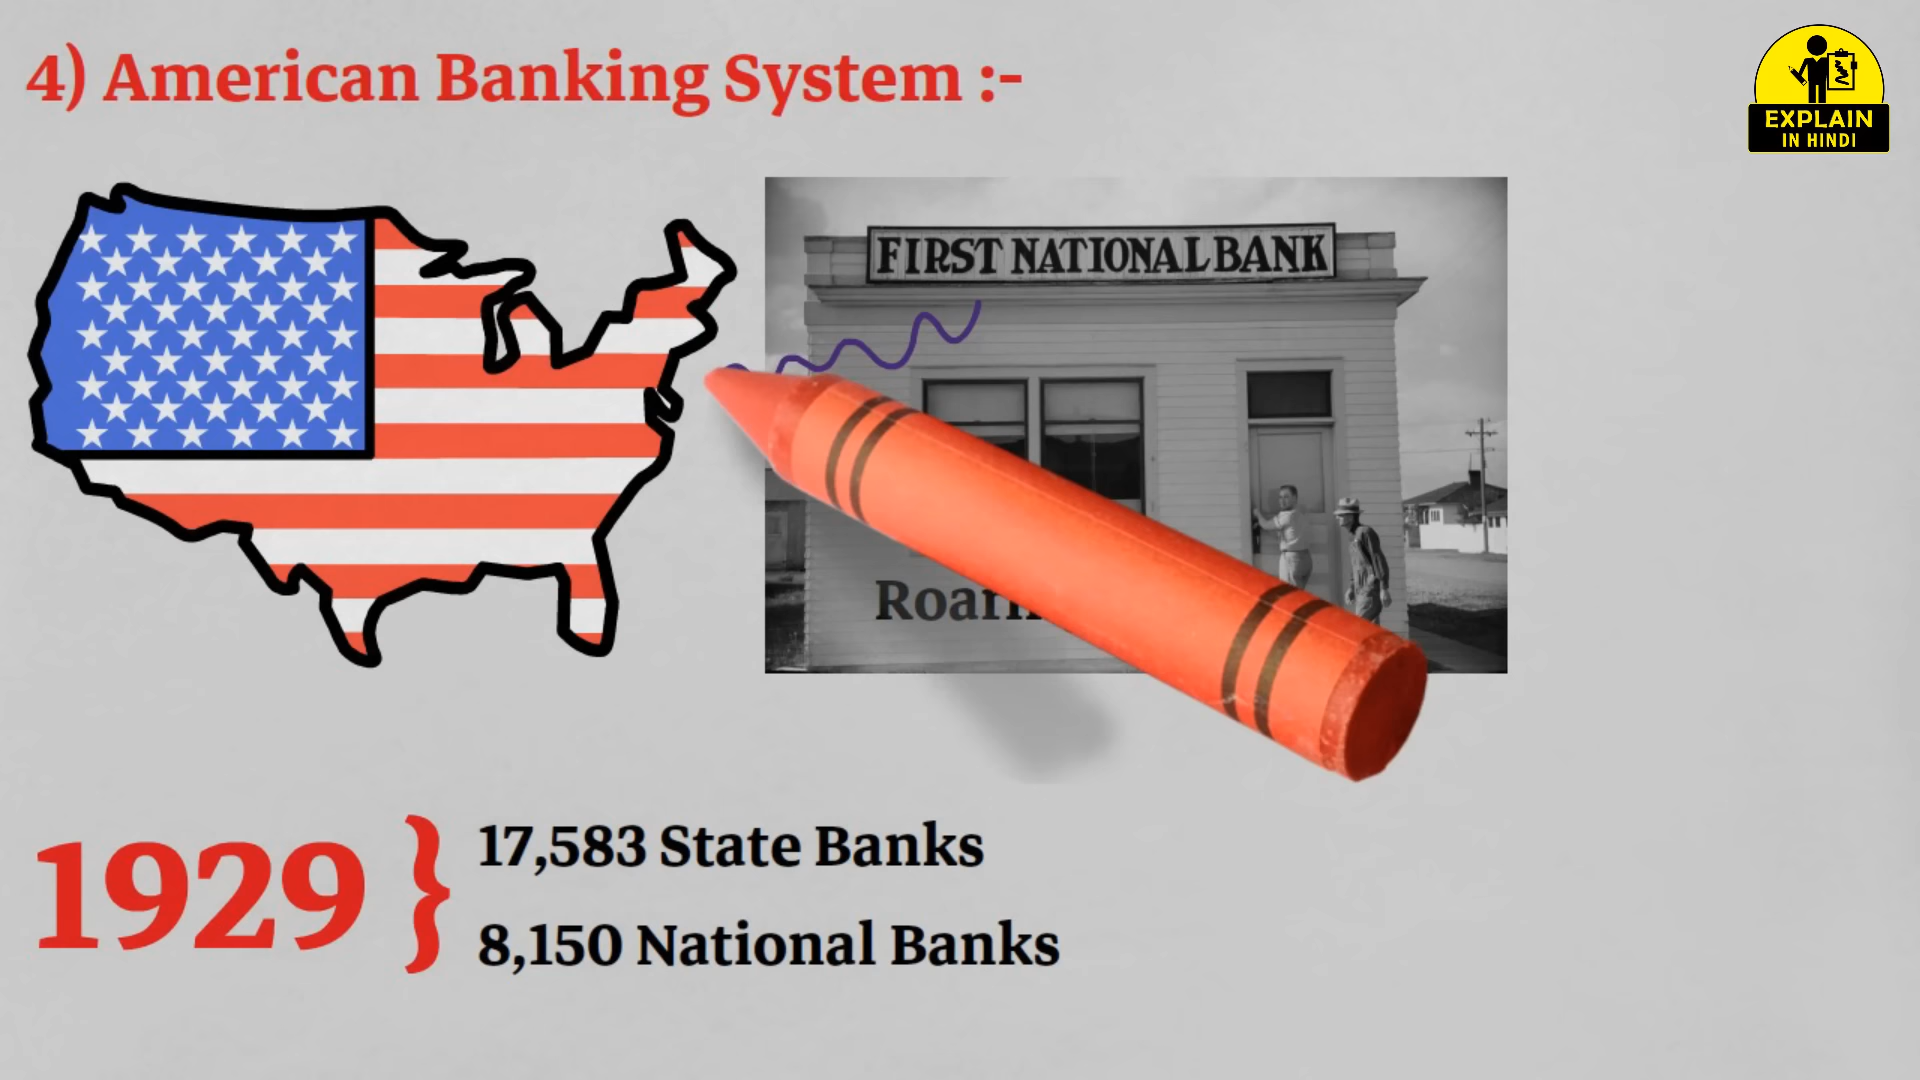 4) American Banking System :-
EXPLAIN
IN HINDI
FIRST NATIONAL BANK
1929 } 17,583 State Banks
8,150 National Banks